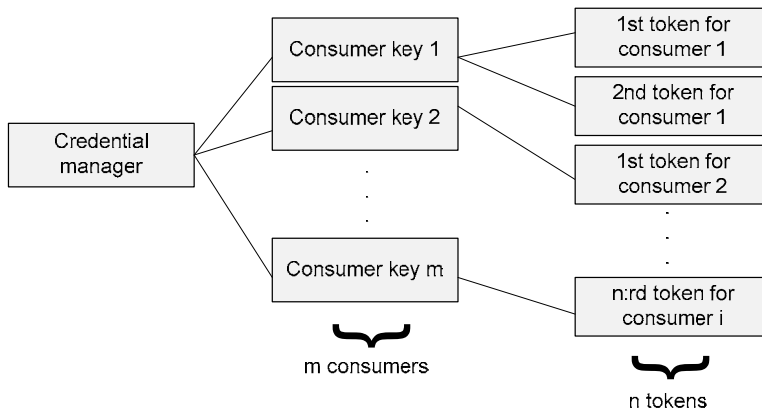 Credential
manager
Consumer key 1
Consumer key 2
Consumer key m
m consumers
1st token for
consumer 1
2nd token for
consumer 1
1st token for
consumer 2
n:rd token for
consumer i
n tokens